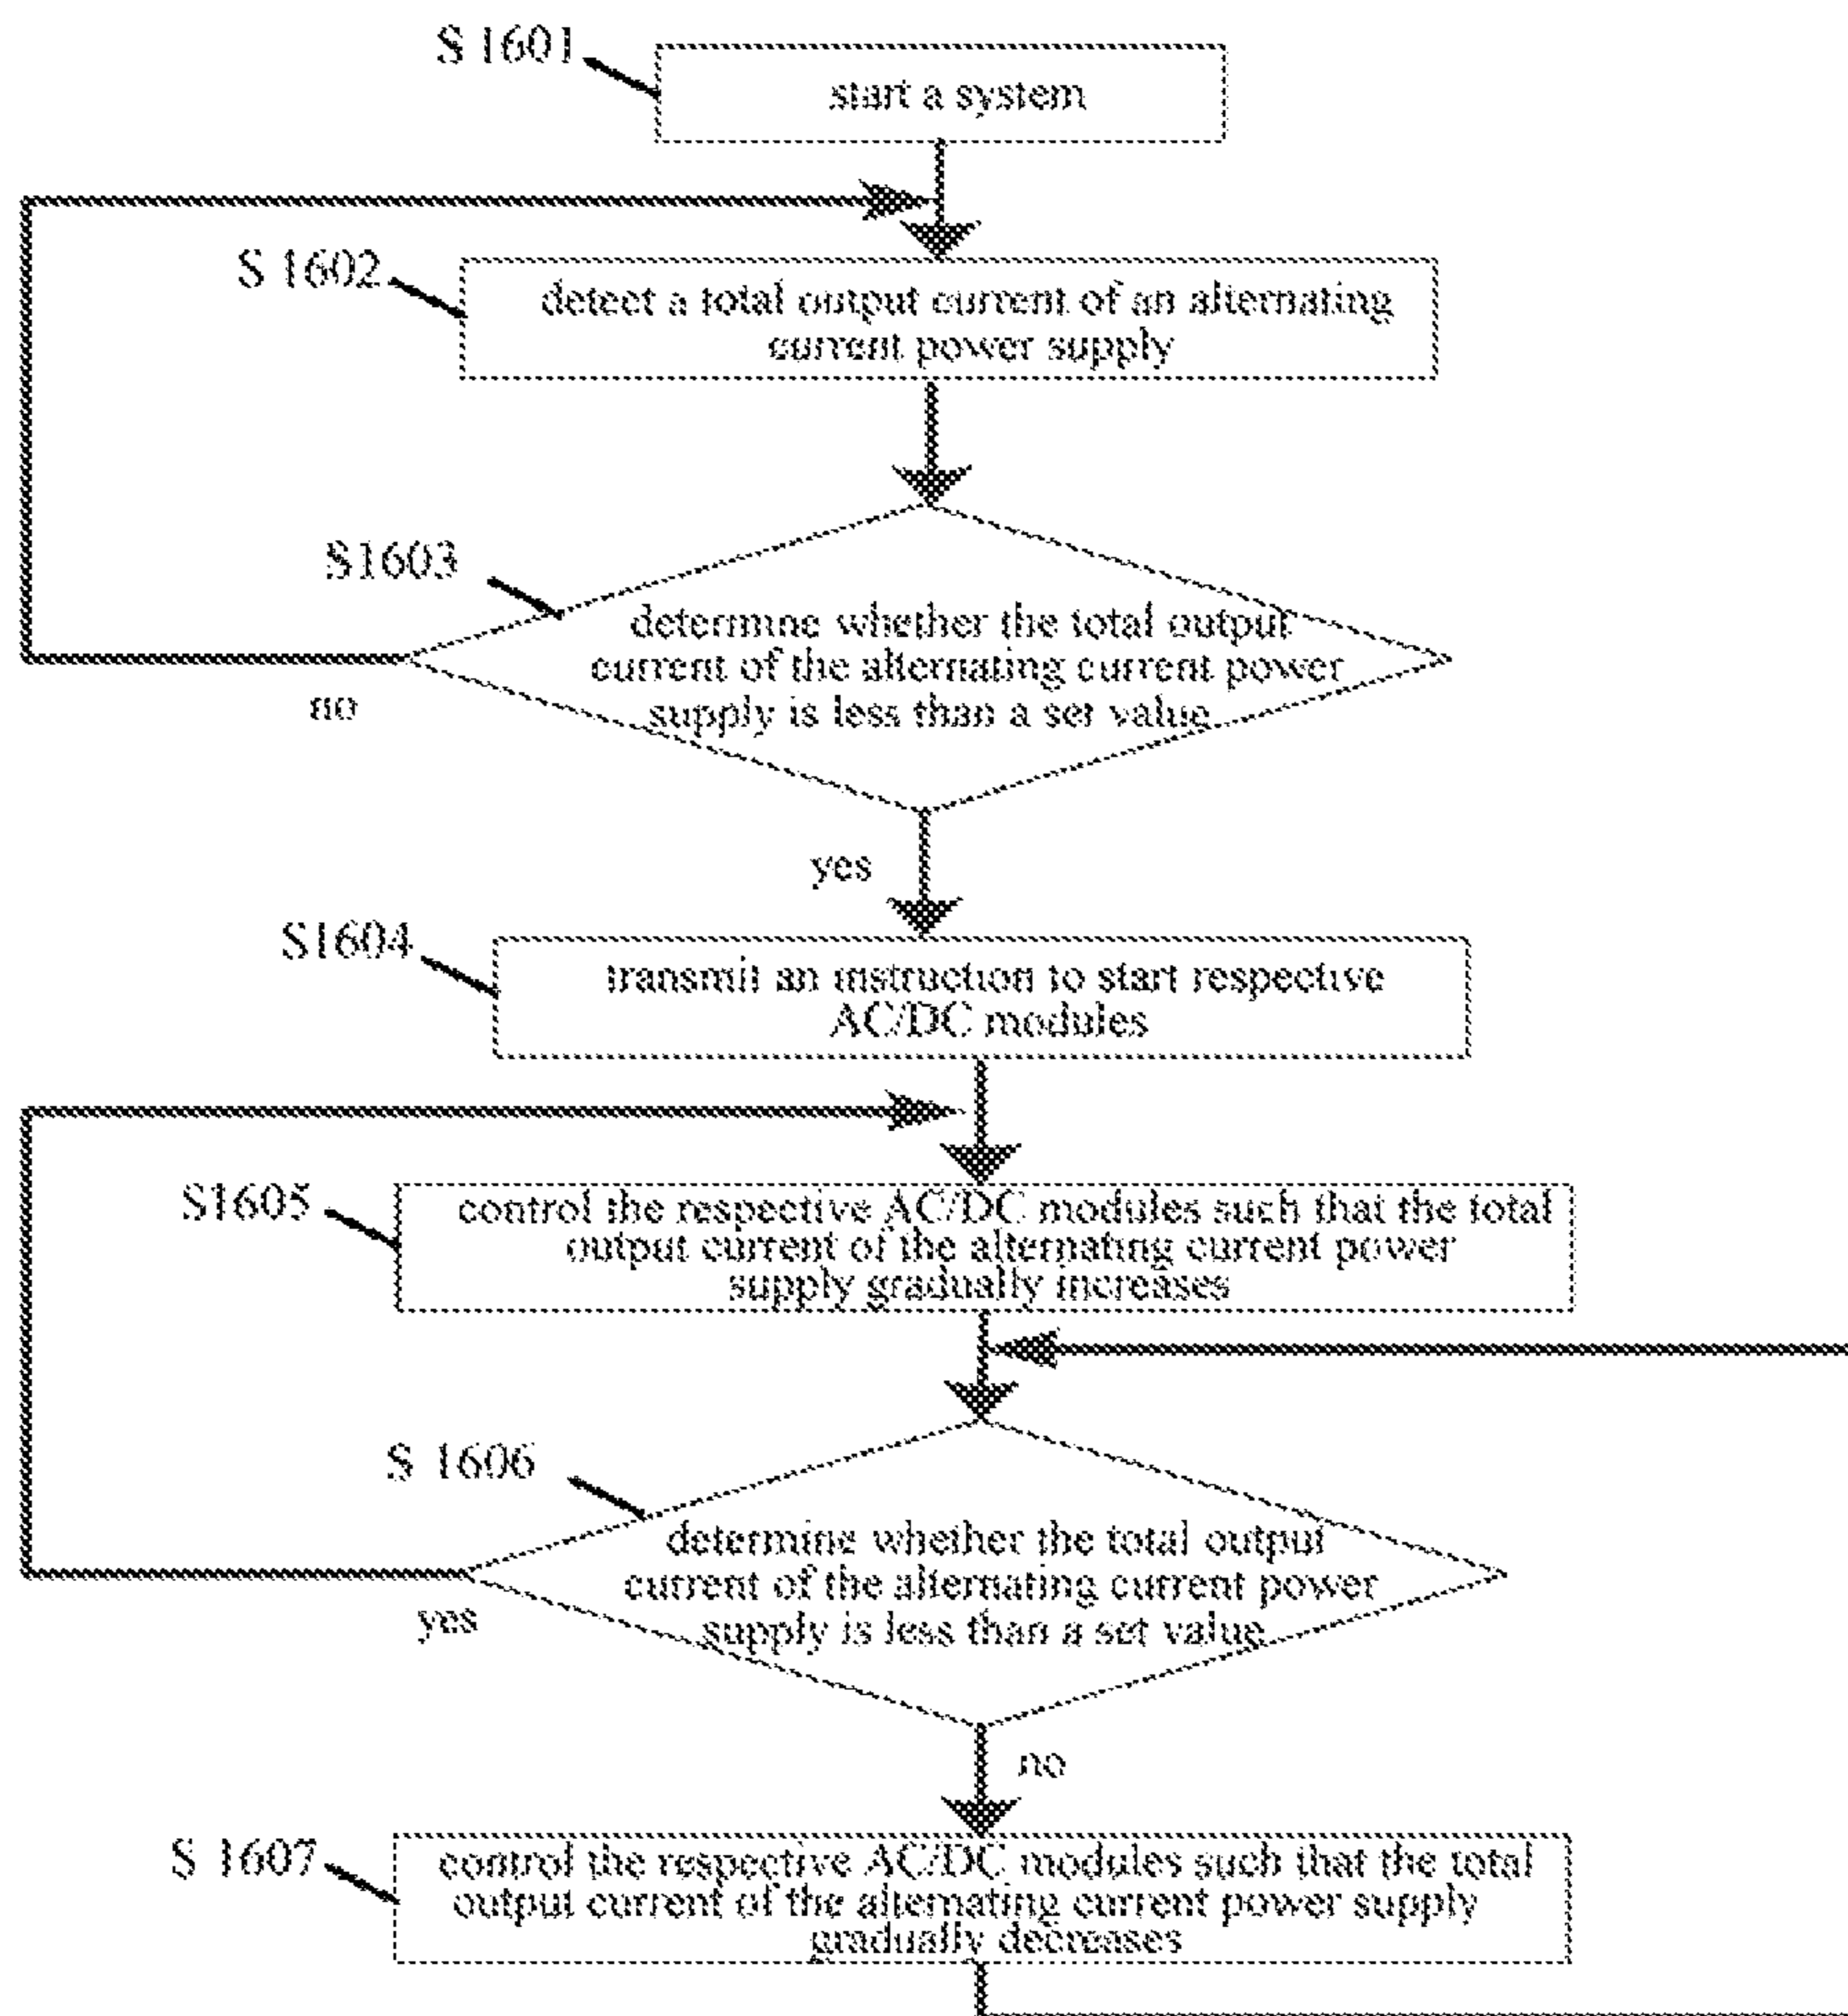 S 1601
start a system
S 1602
detect a total output current of an alternating
current power supply
S1603
determine whether the total output
current of the alternating current power
supply is less than a set value
no
yes
S1604
transmit an instruction to start respective
AC/DC modules
S1605
control the respective AC/DC modules such that the total
output current of the alternating current power
supply gradually increases
S 1606
determine whether the total output
current of the alternating current power
supply is less than a set value
yes
no
S 1607
control the respective AC/DC modules such that the total
output current of the alternating current power supply
gradually decreases